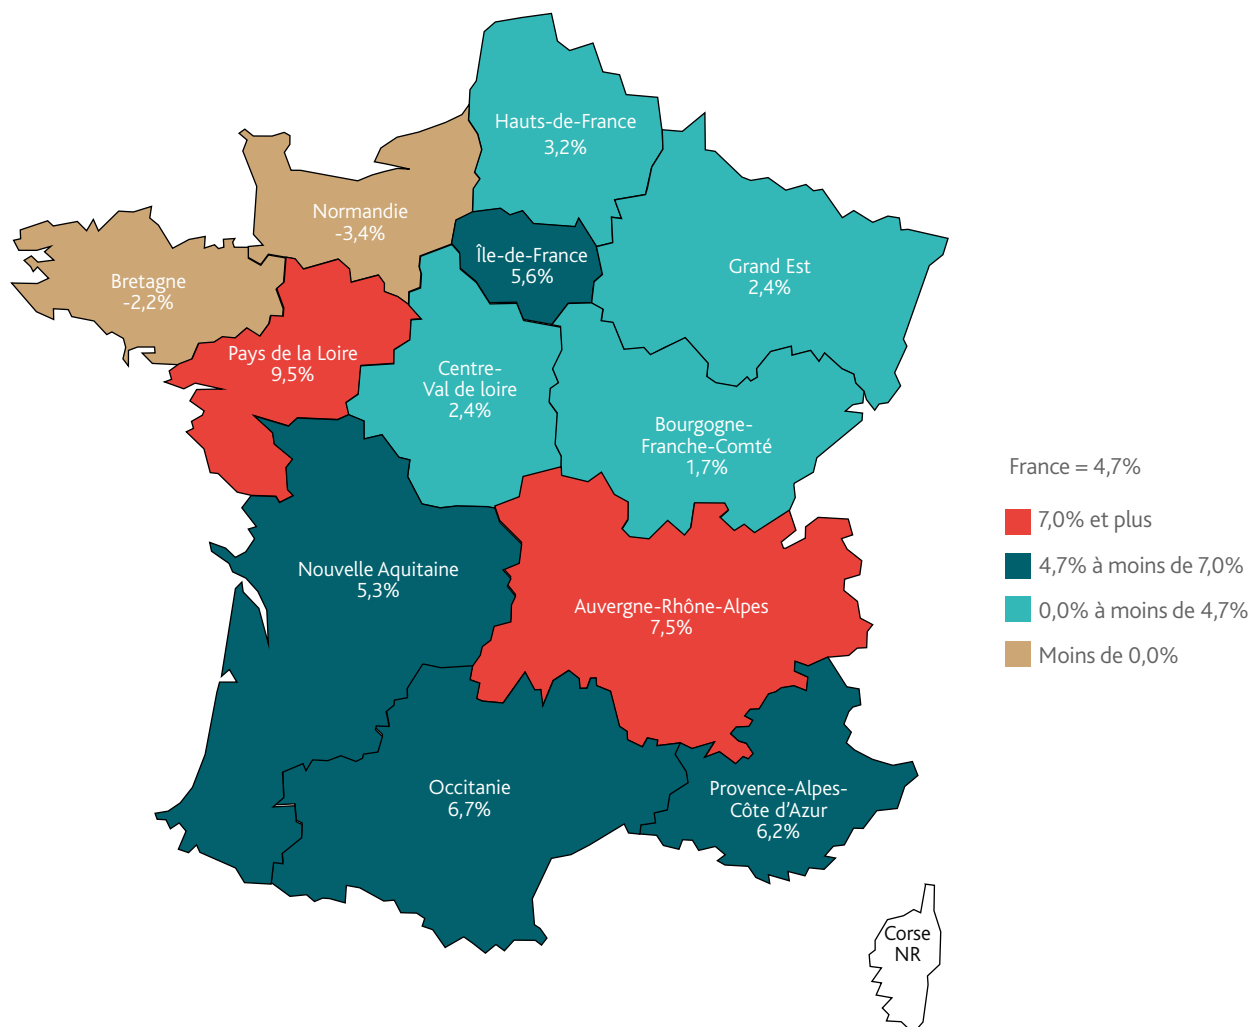 Hauts-de-France
3,2%
Normandie
-3,4%
Île-de-France
5,6%
Grand Est
2,4%
Bretagne
-2,2%
Pays de la Loire
9,5%
Centre-
Val de loire
2,4%
Bourgogne-
Franche-Comté
1,7%
Nouvelle Aquitaine
5,3%
Auvergne-Rhône-Alpes
7,5%
Occitanie
6,7%
Provence-Alpes-
Côte d'Azur
6,2%
Corse
NR
France = 4,7%
7,0% et plus
4,7% à moins de 7,0%
0,0% à moins de 4,7%
Moins de 0,0%